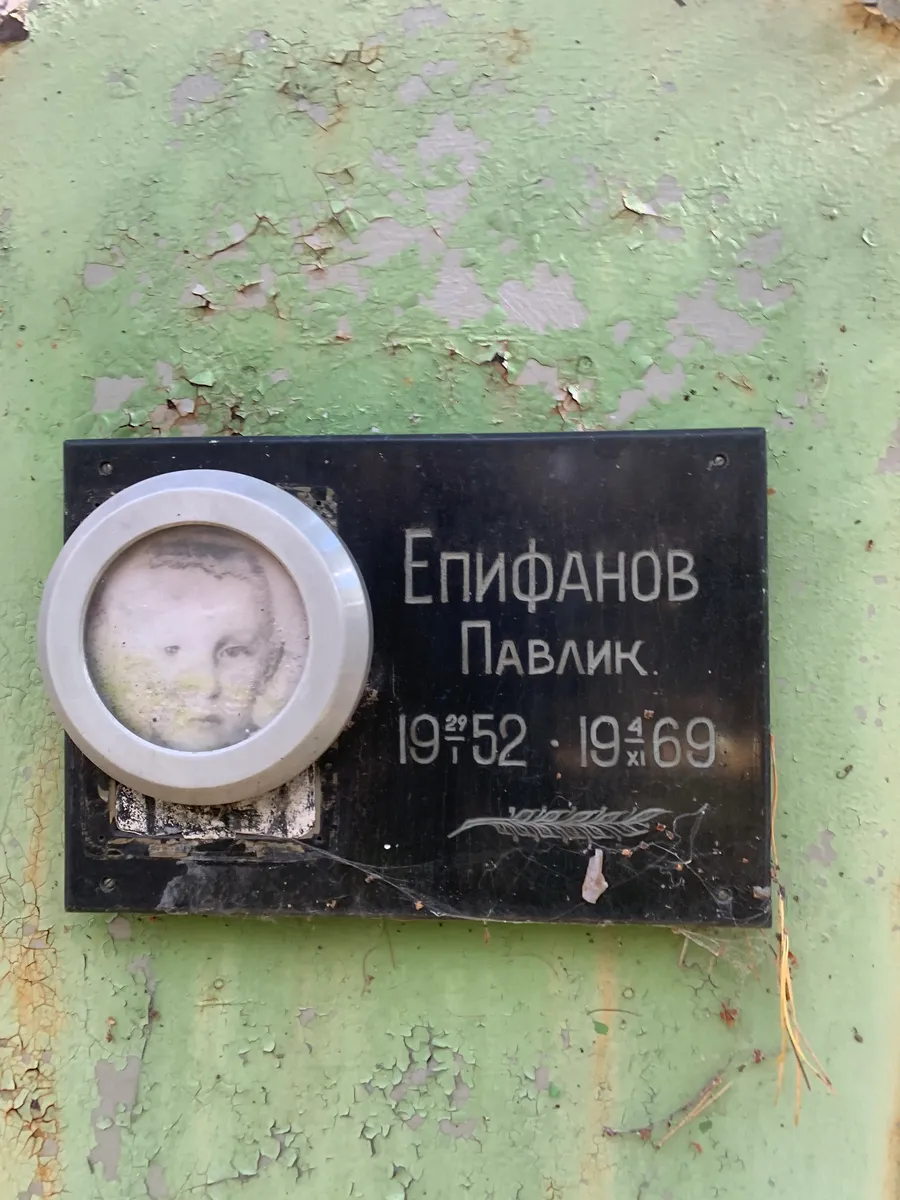 Епифанов
Павлик.
19 29/I 52 · 19 4/XI 69